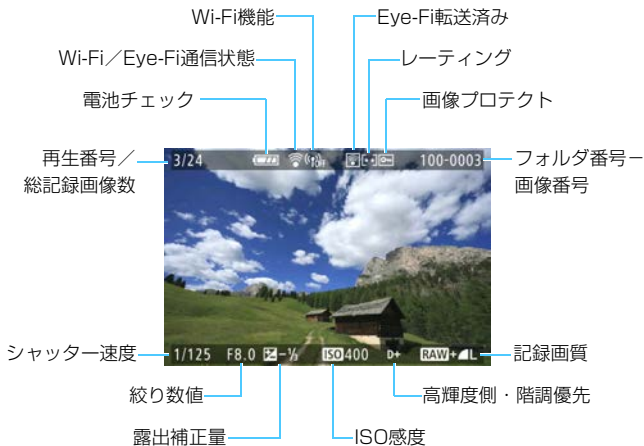 Wi-Fi機能
Eye-Fi転送済み
Wi-Fi／Eye-Fi通信状態
レーティング
電池チェック
画像プロテクト
再生番号／
総記録画像数
3/24
OFF
100-0003
フォルダ番号－
画像番号
シャッター速度
1/125 F8.0 -⅓ ISO 400 D+ RAW+L
記録画質
絞り数値
高輝度側・階調優先
露出補正量
ISO感度